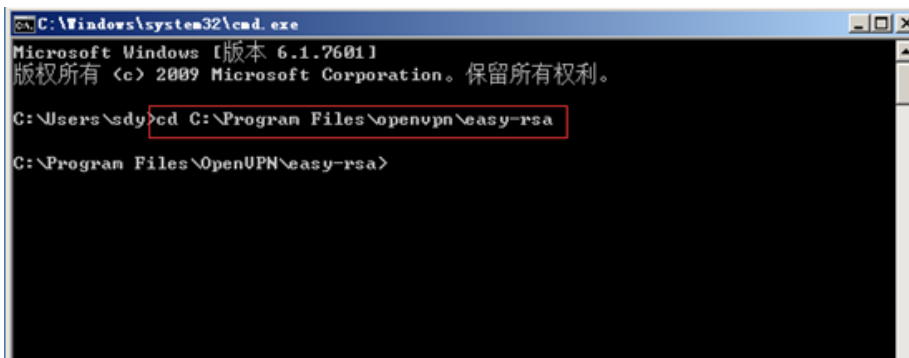 C:\Windows\system32\cmd.exe
Microsoft Windows [版本 6.1.7601]
版权所有 (c) 2009 Microsoft Corporation。保留所有权利。
C:\Users\sdy>cd C:\Program Files\openvpn\easy-rsa
C:\Program Files\OpenVPN\easy-rsa>